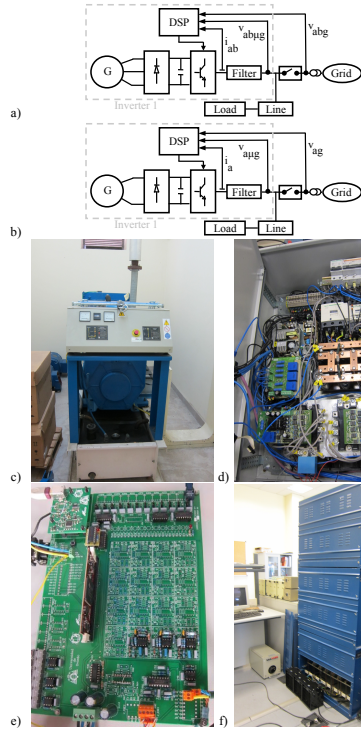 DSP
v_abg
v_abμg
i_ab
G
Filter
Grid
Inverter 1
Load
Line
a)
DSP
v_ag
v_aμg
i_a
G
Filter
Grid
Inverter 1
Load
Line
b)
c)
d)
e)
f)